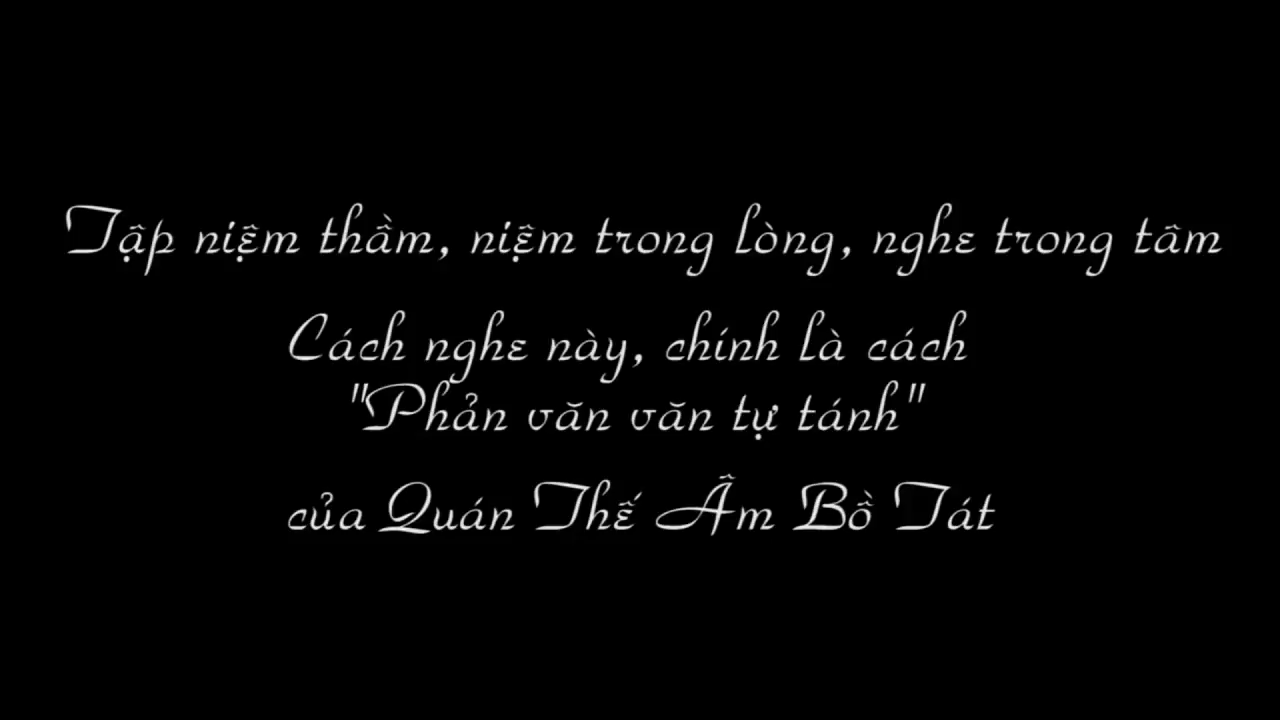 Tập niệm thầm, niệm trong lòng, nghe trong tâm
Cách nghe này, chính là cách
"Phản văn văn tự tánh"
của Quán Thế Âm Bồ Tát